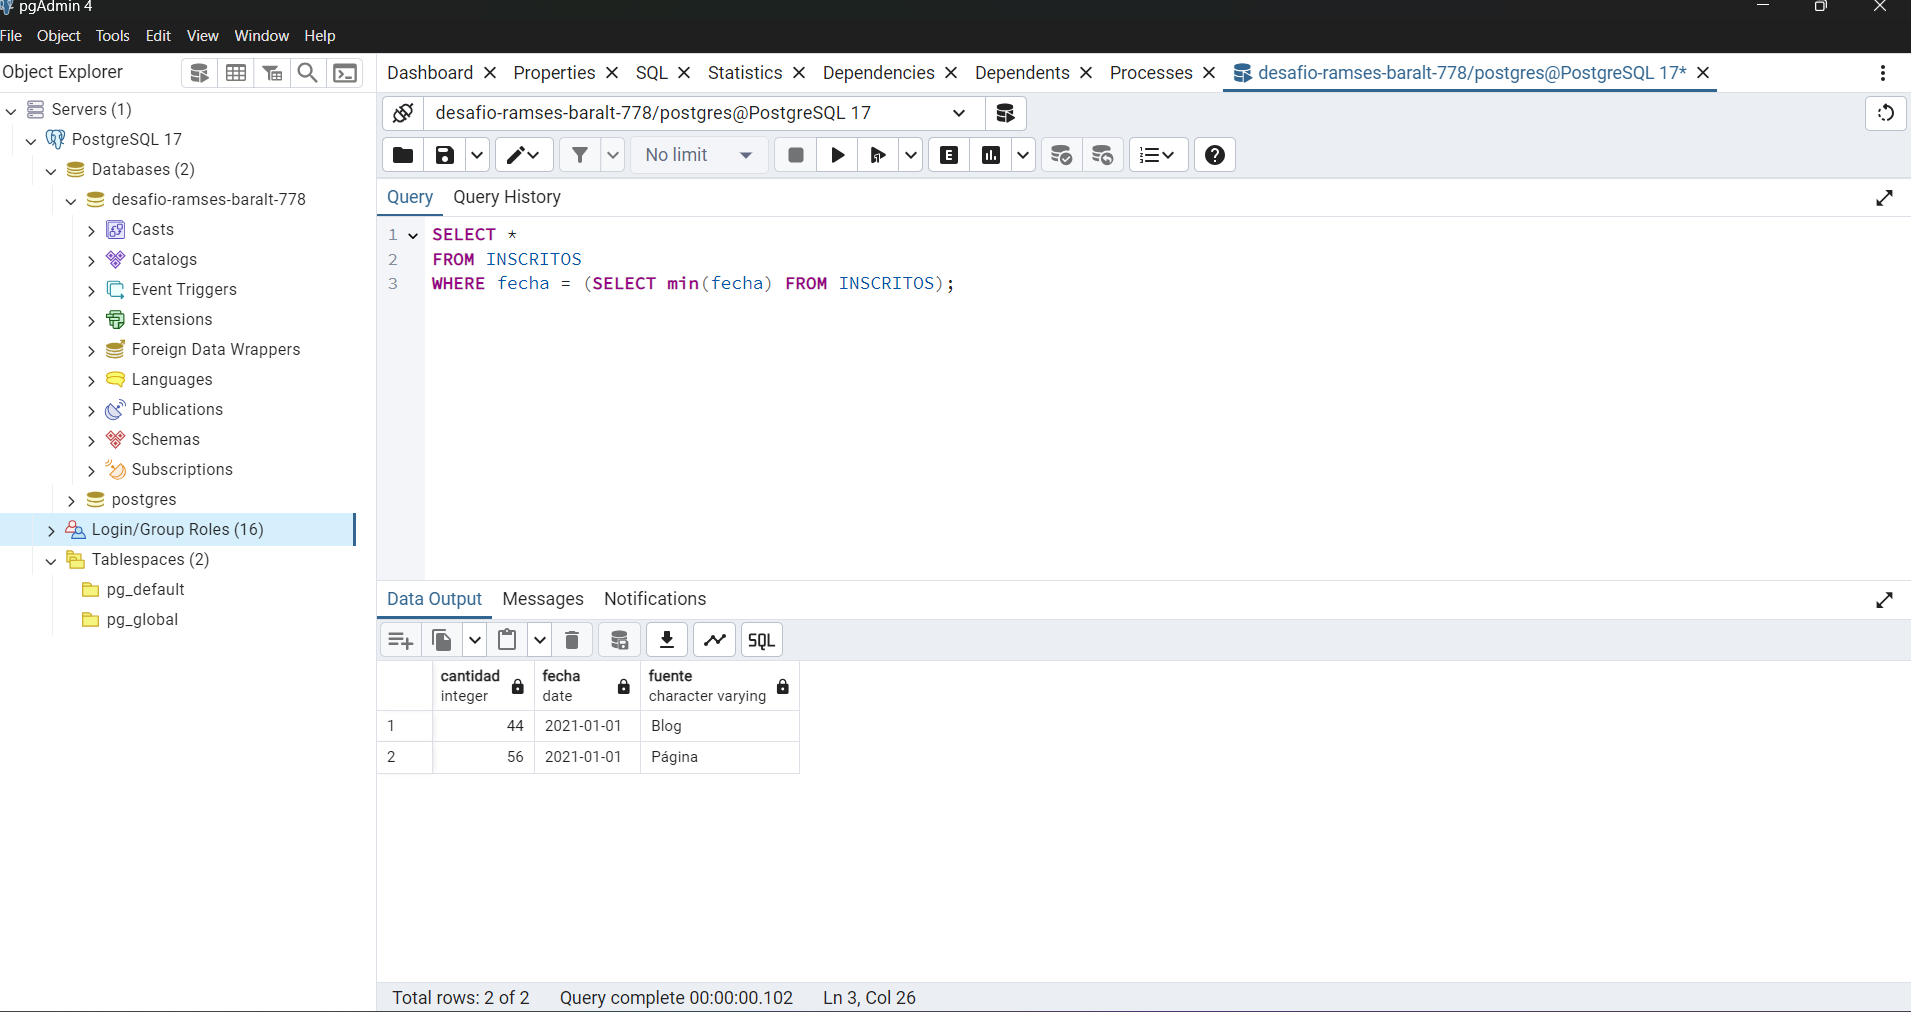 pgAdmin 4
File Object Tools Edit View Window Help
Object Explorer
Dashboard Properties SQL Statistics Dependencies Dependents Processes desafio-ramses-baralt-778/postgres@PostgreSQL 17*
Servers (1)
PostgreSQL 17
Databases (2)
desafio-ramses-baralt-778
Casts
Catalogs
Event Triggers
Extensions
Foreign Data Wrappers
Languages
Publications
Schemas
Subscriptions
postgres
Login/Group Roles (16)
Tablespaces (2)
pg_default
pg_global
desafio-ramses-baralt-778/postgres@PostgreSQL 17
No limit
E
Query Query History
1 SELECT *
2 FROM INSCRITOS
3 WHERE fecha = (SELECT min(fecha) FROM INSCRITOS);
Data Output Messages Notifications
SQL
cantidad fecha fuente
integer date character varying
1 44 2021-01-01 Blog
2 56 2021-01-01 Página
Total rows: 2 of 2 Query complete 00:00:00.102 Ln 3, Col 26